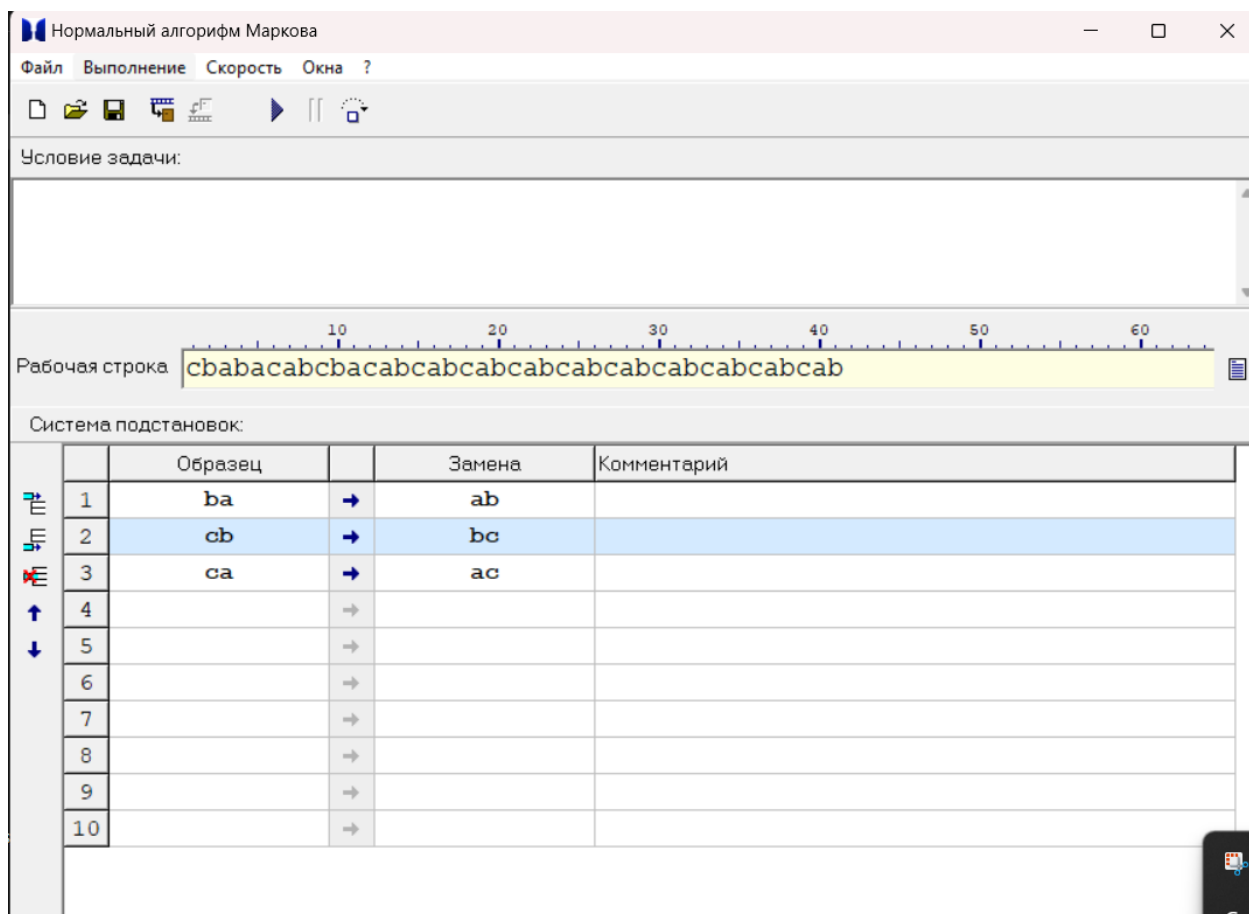 Нормальный алгорифм Маркова
Файл Выполнение Скорость Окна ?
Условие задачи:
10 20 30 40 50 60
Рабочая строка cbabacabcbacabcabcabcabcabcabcabcabcabcab
Система подстановок:
Образец Замена Комментарий
1 ba → ab
2 cb → bc
3 ca → ac
4 →
5 →
6 →
7 →
8 →
9 →
10 →